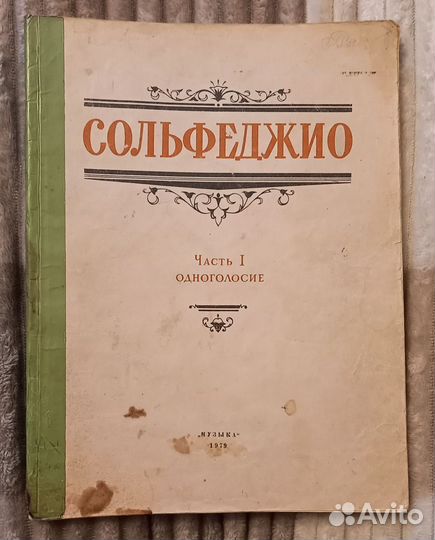 СОЛЬФЕДЖИО
Часть I
одноголосие
„МУЗЫКА“
1979
Avito